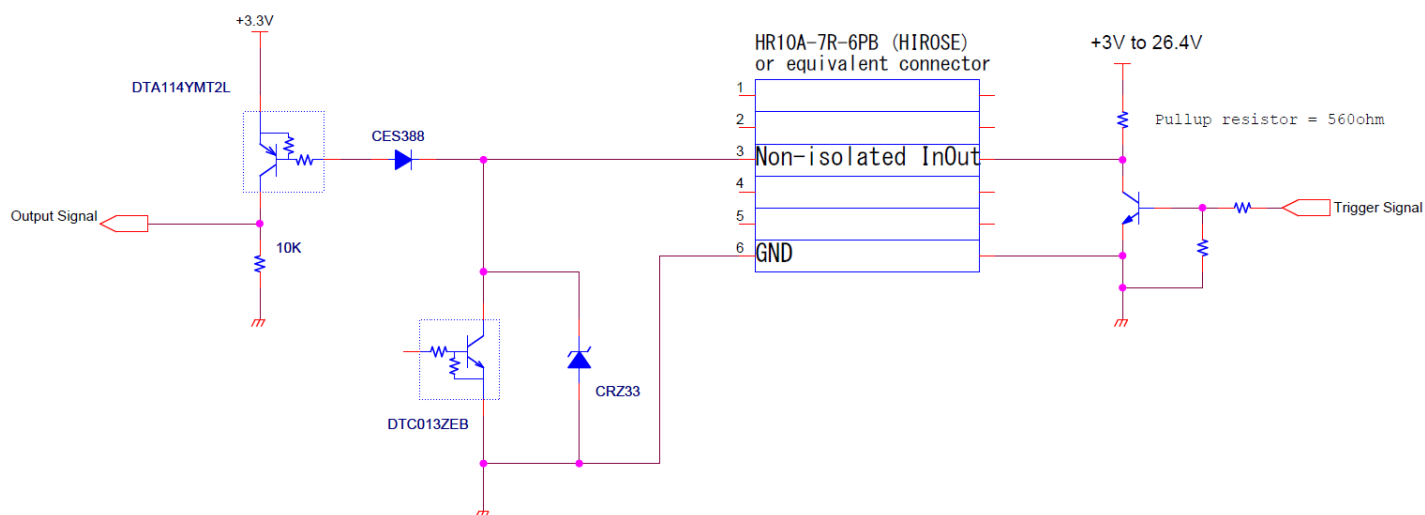 +3.3V
HR10A-7R-6PB (HIROSE)
or equivalent connector
+3V to 26.4V
DTA114YMT2L
CES388
1
2
3
Non-isolated InOut
4
5
6
GND
Pullup resistor = 560ohm
Output Signal
10K
Trigger Signal
CRZ33
DTC013ZEB